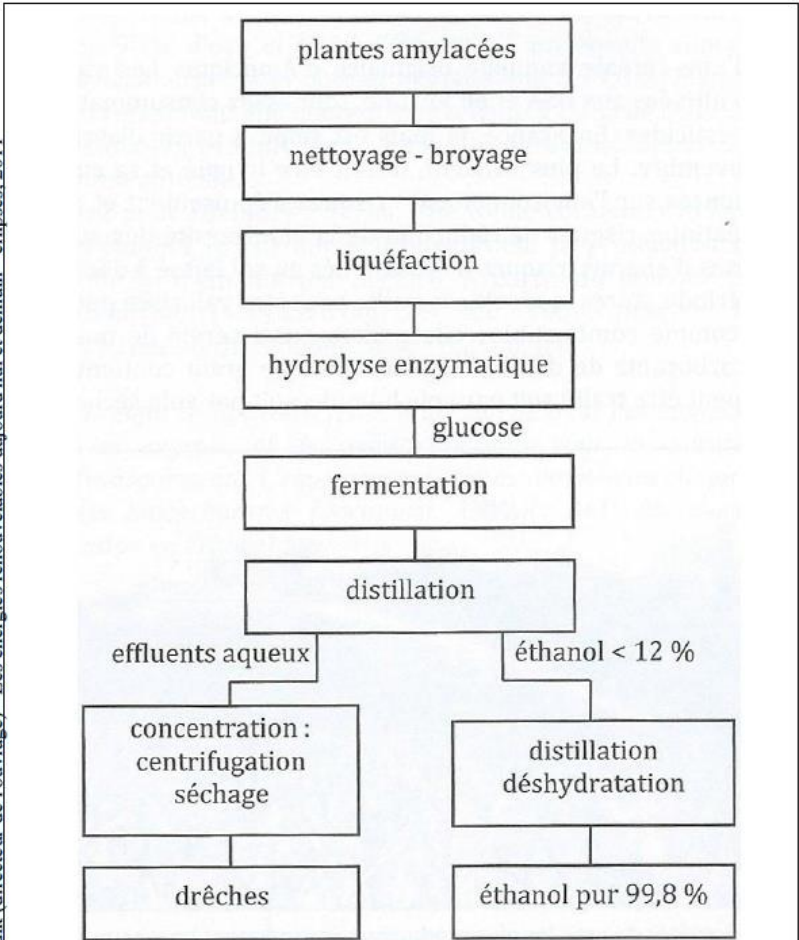 plantes amylacées
nettoyage - broyage
liquéfaction
hydrolyse enzymatique
glucose
fermentation
distillation
effluents aqueux
éthanol < 12 %
concentration :
centrifugation
séchage
distillation
déshydratation
drêches
éthanol pur 99,8 %